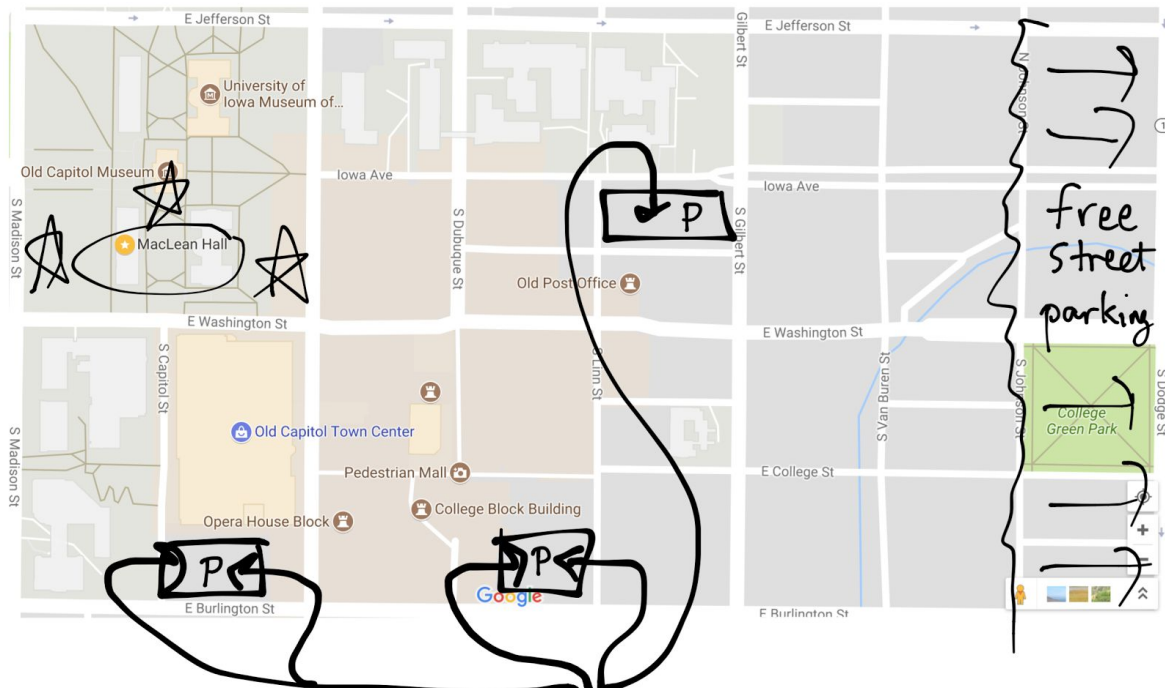 E Jefferson St
E Jefferson St
Gilbert St
N Johnson St
University of
Iowa Museum of...
Old Capitol Museum
Iowa Ave
Iowa Ave
P
S Madison St
MacLean Hall
S Dubuque St
S Gilbert St
free
street
parking
Old Post Office
E Washington St
E Washington St
S Capitol St
S Linn St
S Van Buren St
S Johnson St
S Dodge St
College
Green Park
Old Capitol Town Center
S Madison St
Pedestrian Mall
E College St
College Block Building
Opera House Block
P
P
Google
E Burlington St
E Burlington St
1
+